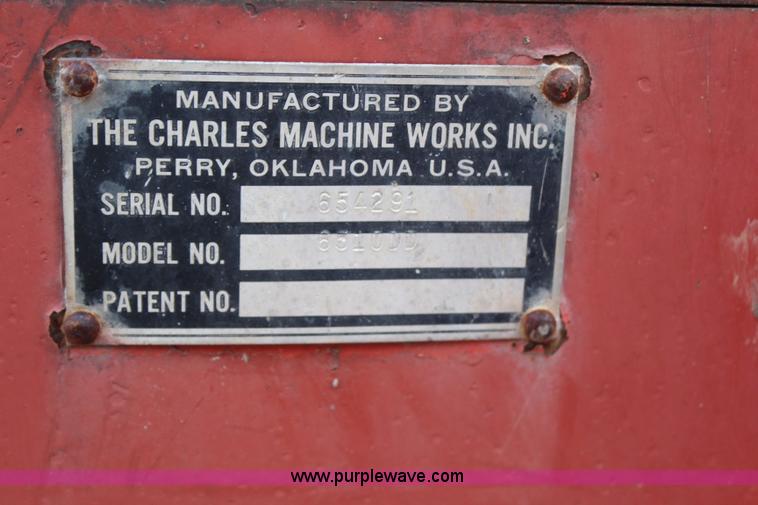 MANUFACTURED BY
THE CHARLES MACHINE WORKS INC.
PERRY, OKLAHOMA U.S.A.
SERIAL NO. 654291
MODEL NO.
PATENT NO.
www.purplewave.com